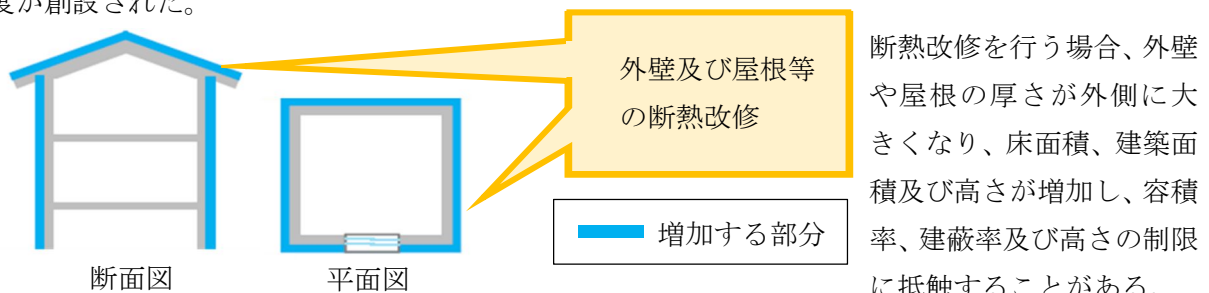 度が創設された。
外壁及び屋根等
の断熱改修
増加する部分
断面図
平面図
断熱改修を行う場合、外壁
や屋根の厚さが外側に大
きくなり、床面積、建築面
積及び高さが増加し、容積
率、建蔽率及び高さの制限
に抵触することがある。